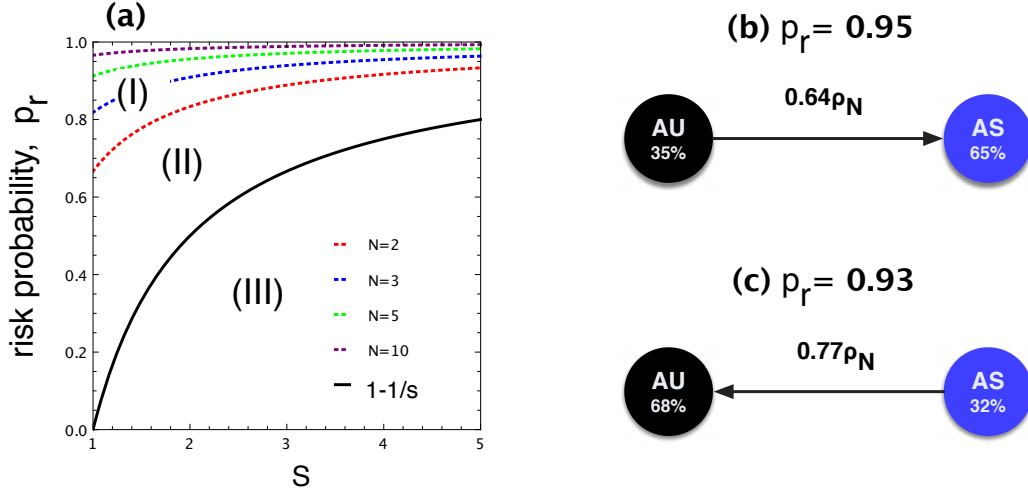 (a)
1.0
0.8
0.6
0.4
0.2
0.0
risk probability, pr
(I)
(II)
(III)
N=2
N=3
N=5
N=10
1-1/s
1
2
3
4
5
S
(b) pr= 0.95
0.64ρN
AU
35%
AS
65%
(c) pr= 0.93
0.77ρN
AU
68%
AS
32%